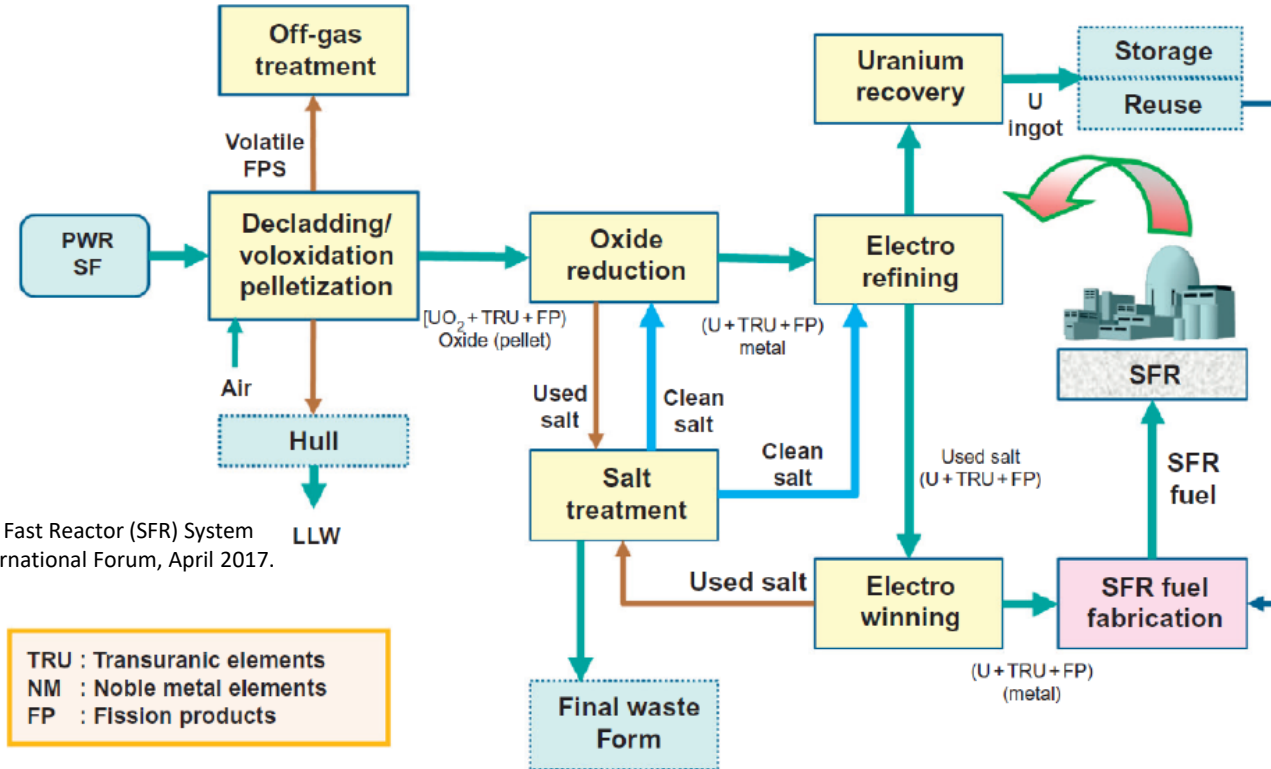 Off-gas
treatment
Volatile
FPS
PWR
SF
Decladding/
voloxidation
pelletization
Air
Hull
LLW
[UO₂ + TRU + FP)
Oxide (pellet)
Oxide
reduction
(U + TRU + FP)
metal
Electro
refining
Uranium
recovery
U
ingot
Storage
Reuse
SFR
SFR
fuel
Used
salt
Clean
salt
Clean
salt
Used salt
(U + TRU + FP)
Salt
treatment
Used salt
Electro
winning
(U + TRU + FP)
(metal)
SFR fuel
fabrication
Final waste
Form
Fast Reactor (SFR) System
rnational Forum, April 2017.
TRU : Transuranic elements
NM : Noble metal elements
FP : Fission products